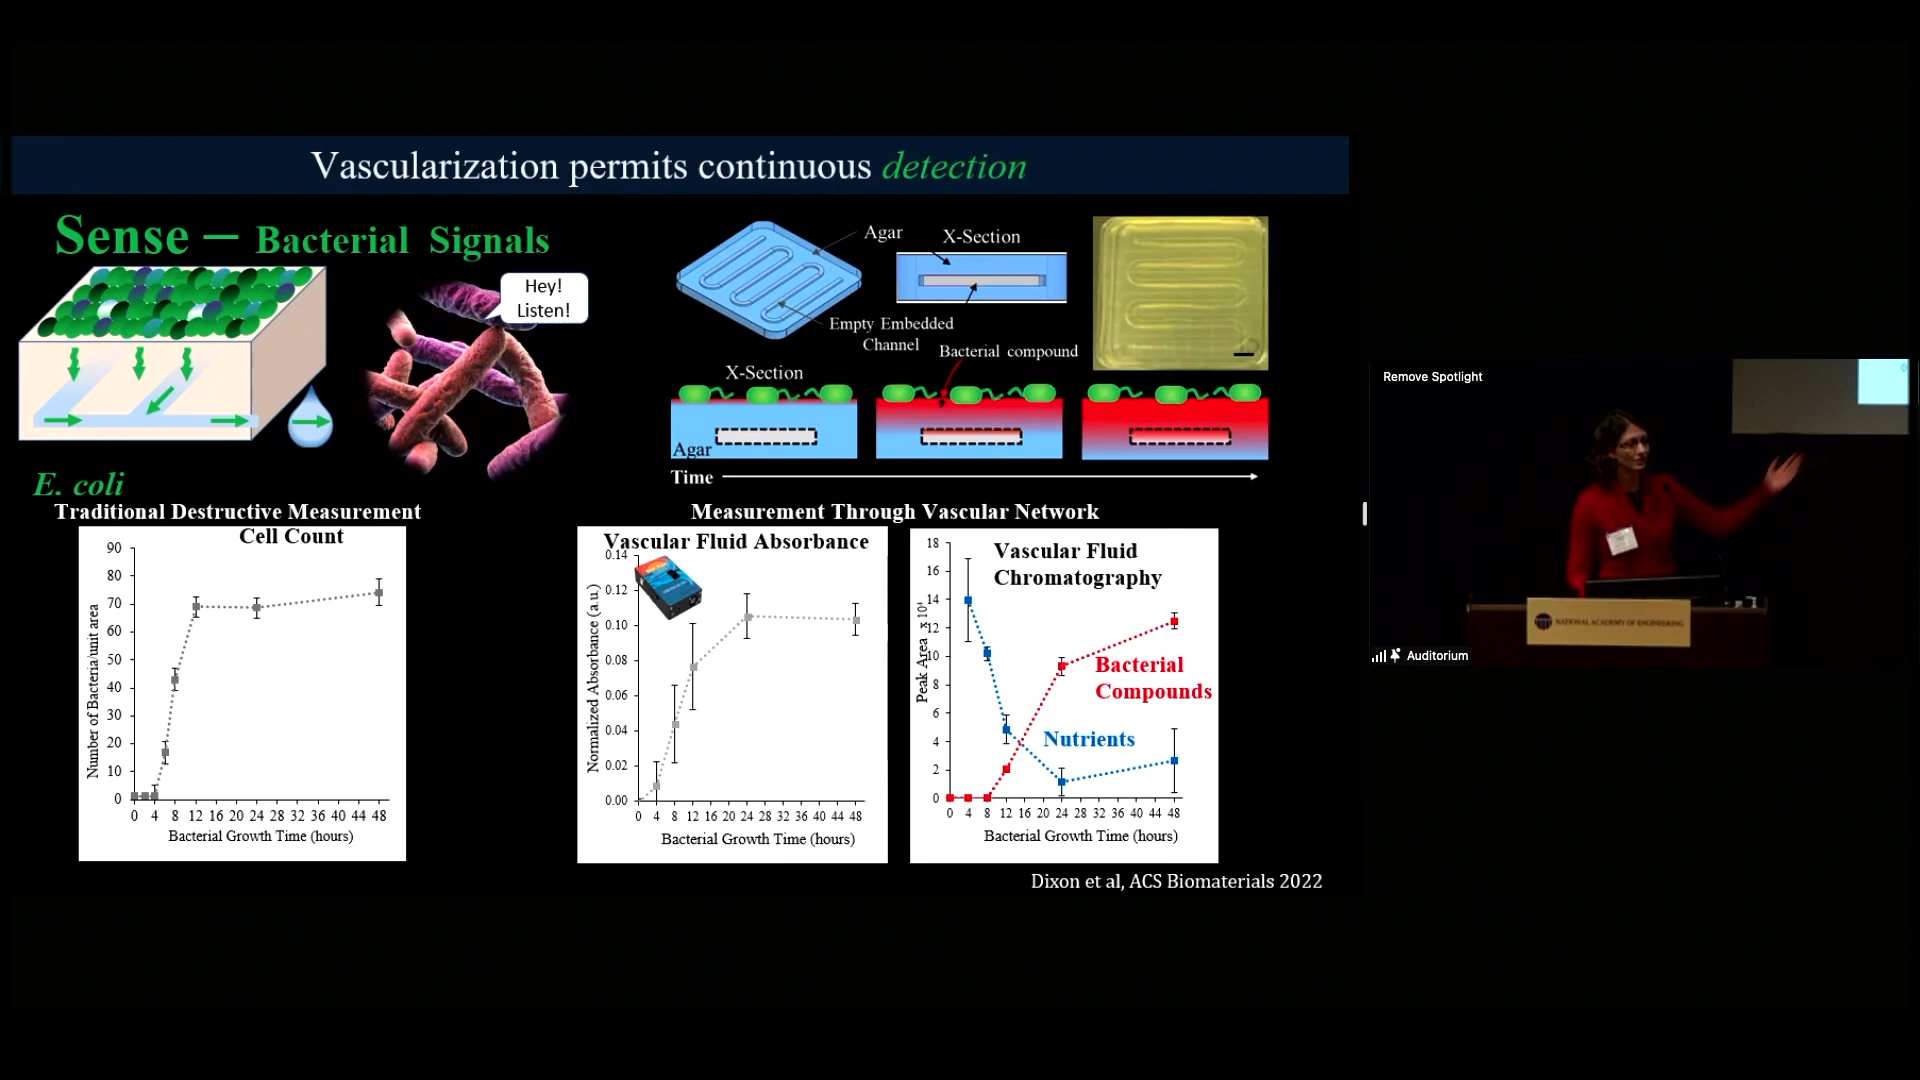 Vascularization permits continuous detection
Sense — Bacterial Signals
Hey!
Listen!
Agar
X-Section
Empty Embedded
Channel
Bacterial compound
X-Section
Agar
Time
E. coli
Traditional Destructive Measurement
Cell Count
Number of Bacteria/unit area
90
80
70
60
50
40
30
20
10
0
0 4 8 12 16 20 24 28 32 36 40 44 48
Bacterial Growth Time (hours)
Measurement Through Vascular Network
Vascular Fluid Absorbance
Normalized Absorbance (a.u.)
0.14
0.12
0.10
0.08
0.06
0.04
0.02
0.00
0 4 8 12 16 20 24 28 32 36 40 44 48
Bacterial Growth Time (hours)
Vascular Fluid
Chromatography
Peak Area x 10⁴
18
16
14
12
10
8
6
4
2
0
Bacterial
Compounds
Nutrients
0 4 8 12 16 20 24 28 32 36 40 44 48
Bacterial Growth Time (hours)
Dixon et al, ACS Biomaterials 2022
Remove Spotlight
NATIONAL ACADEMY OF ENGINEERING
Auditorium